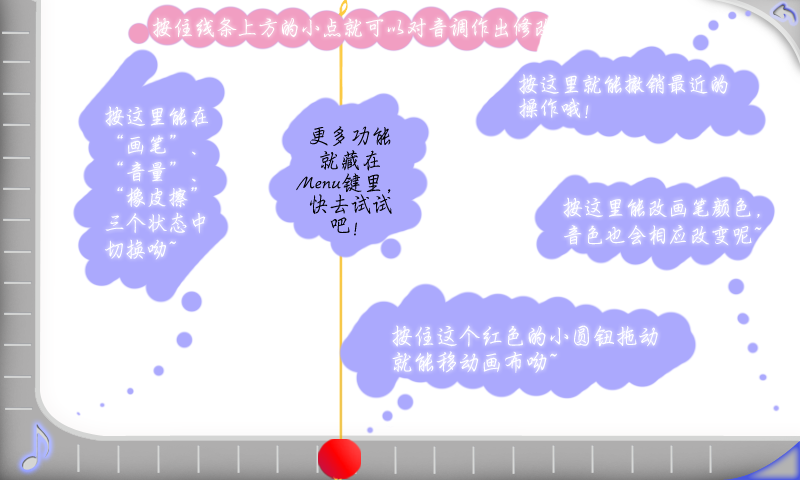 按住线条上方的小点就可以对音调作出修改
按这里就能撤销最近的
操作哦！
按这里能在
“画笔”、
“音量”、
“橡皮擦”
三个状态中
切换呦~
更多功能
就藏在
Menu键里，
快去试试
吧！
按这里能改画笔颜色，
音色也会相应改变呢~
按住这个红色的小圆钮拖动
就能移动画布呦~